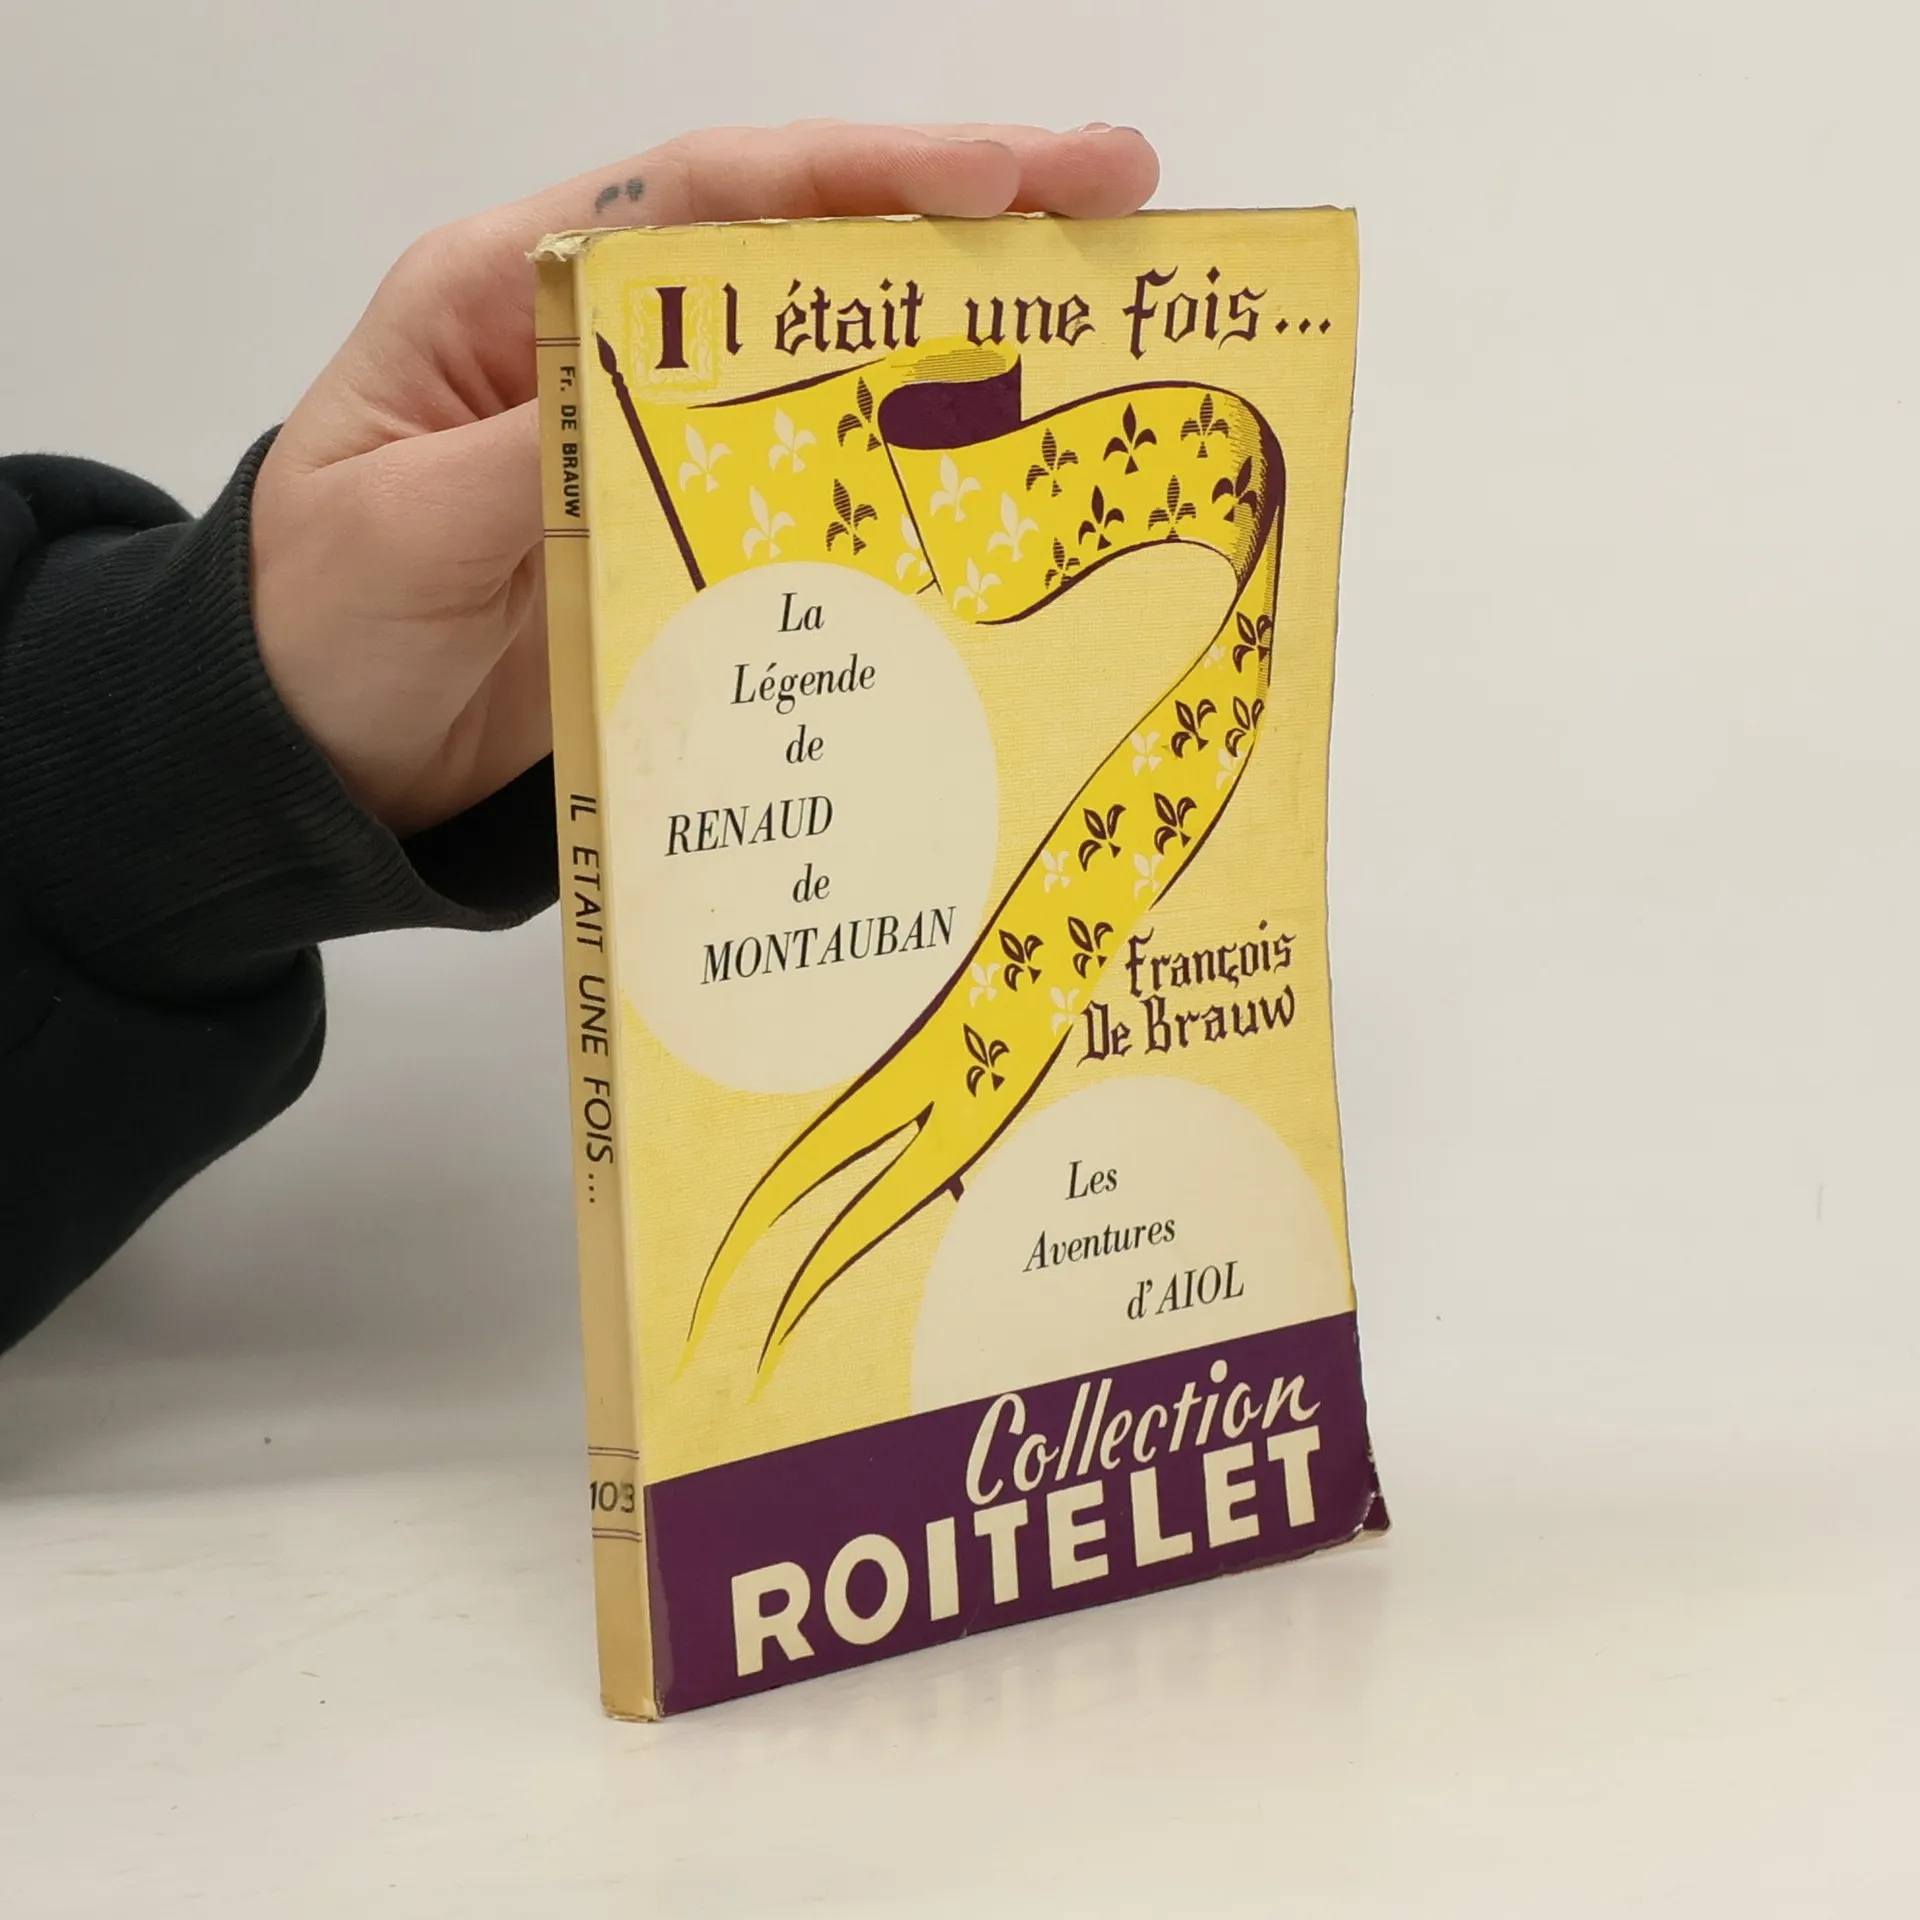 Il était une fois...
La
Légende
de
RENAUD
de
MONTAUBAN
François
De Brauw
Les
Aventures
d'AIOL
Collection
ROITELET
Fr. DE BRAUW
IL ETAIT UNE FOIS...
103